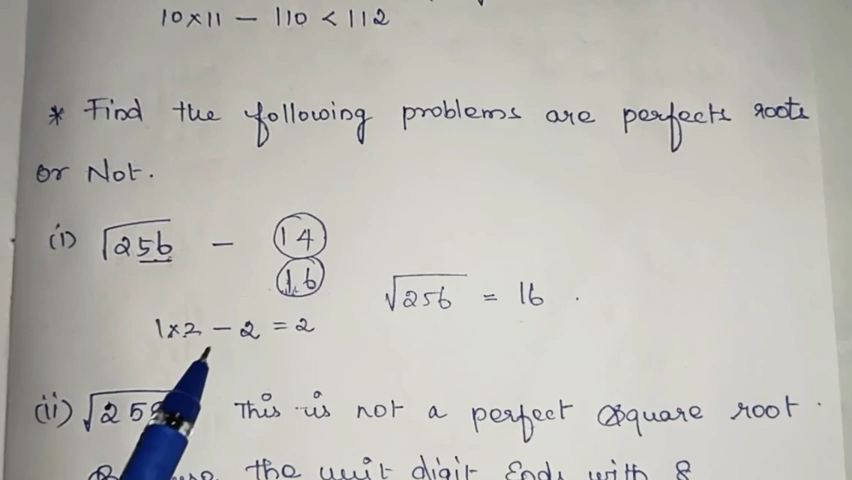 10×11 — 110 < 112
* Find the following problems are perfects roots
or Not.
(i) √256 — 14
16
√256 = 16 .
1×2 — 2 = 2
(ii) This is not a perfect square root .
the unit digit Ends with 8